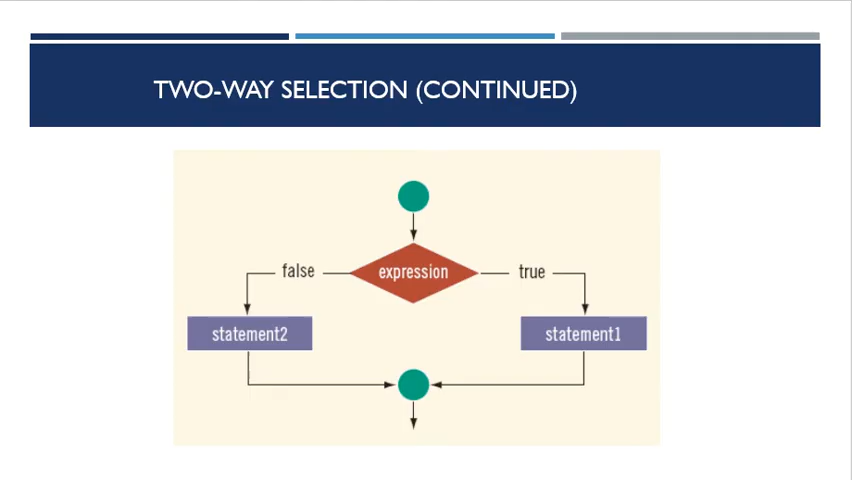 TWO-WAY SELECTION (CONTINUED)
false
expression
true
statement2
statement1